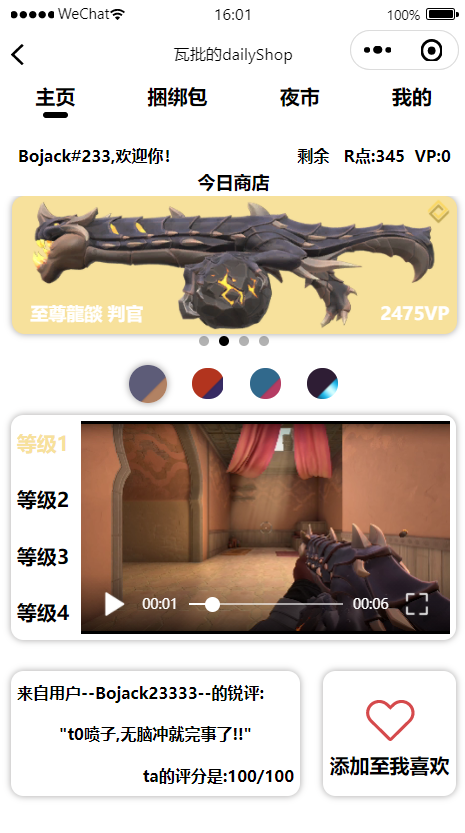 WeChat 16:01 100%
瓦批的dailyShop
主页 捆绑包 夜市 我的
Bojack#233,欢迎你! 剩余 R点:345 VP:0
今日商店
至尊龍燄 判官 2475VP
等级1
等级2
等级3
等级4
00:01 00:06
来自用户--Bojack23333--的锐评:
"t0喷子,无脑冲就完事了!!"
ta的评分是:100/100
添加至我喜欢